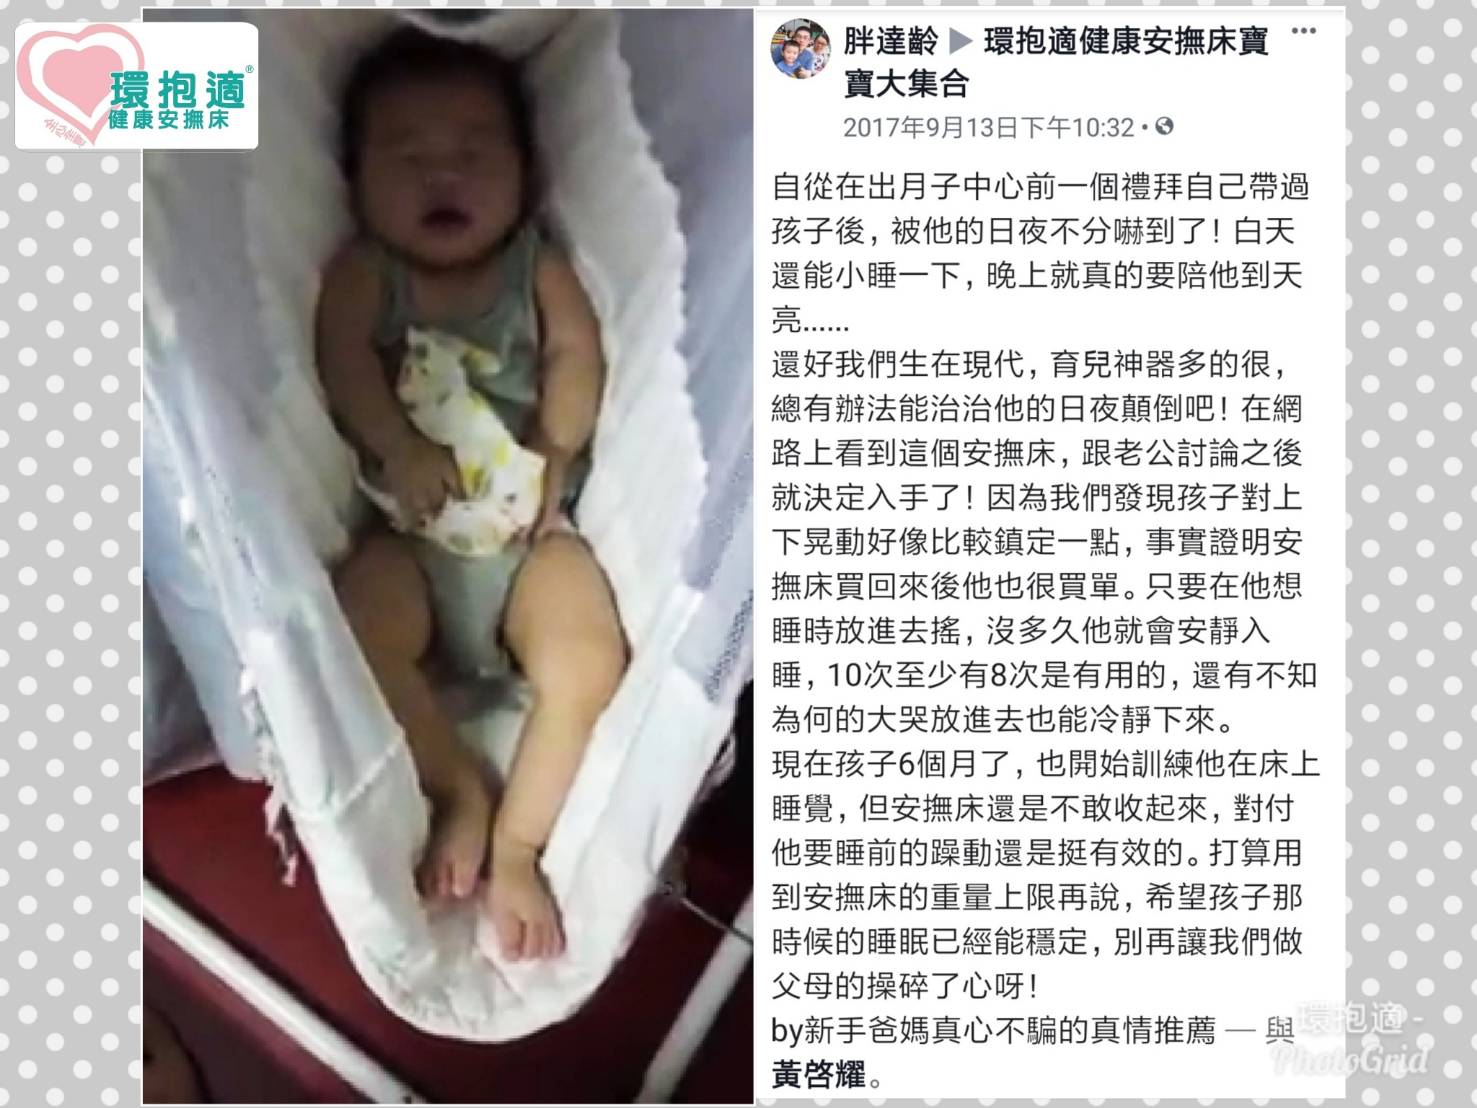 環抱適®
健康安撫床
胖達齡 ▶ 環抱適健康安撫床寶
寶大集合
2017年9月13日下午10:32 •
自從在出月子中心前一個禮拜自己帶過
孩子後，被他的日夜不分嚇到了！白天
還能小睡一下，晚上就真的要陪他到天
亮......
還好我們生在現代，育兒神器多的很，
總有辦法能治治他的日夜顛倒吧！在網
路上看到這個安撫床，跟老公討論之後
就決定入手了！因為我們發現孩子對上
下晃動好像比較鎮定一點，事實證明安
撫床買回來後他也很買單。只要在他想
睡時放進去搖，沒多久他就會安靜入
睡，10次至少有8次是有用的，還有不知
為何的大哭放進去也能冷靜下來。
現在孩子6個月了，也開始訓練他在床上
睡覺，但安撫床還是不敢收起來，對付
他要睡前的躁動還是挺有效的。打算用
到安撫床的重量上限再說，希望孩子那
時候的睡眠已經能穩定，別再讓我們做
父母的操碎了心呀！
by新手爸媽真心不騙的真情推薦 — 與
黃啓耀。
環抱適 -
PhotoGrid